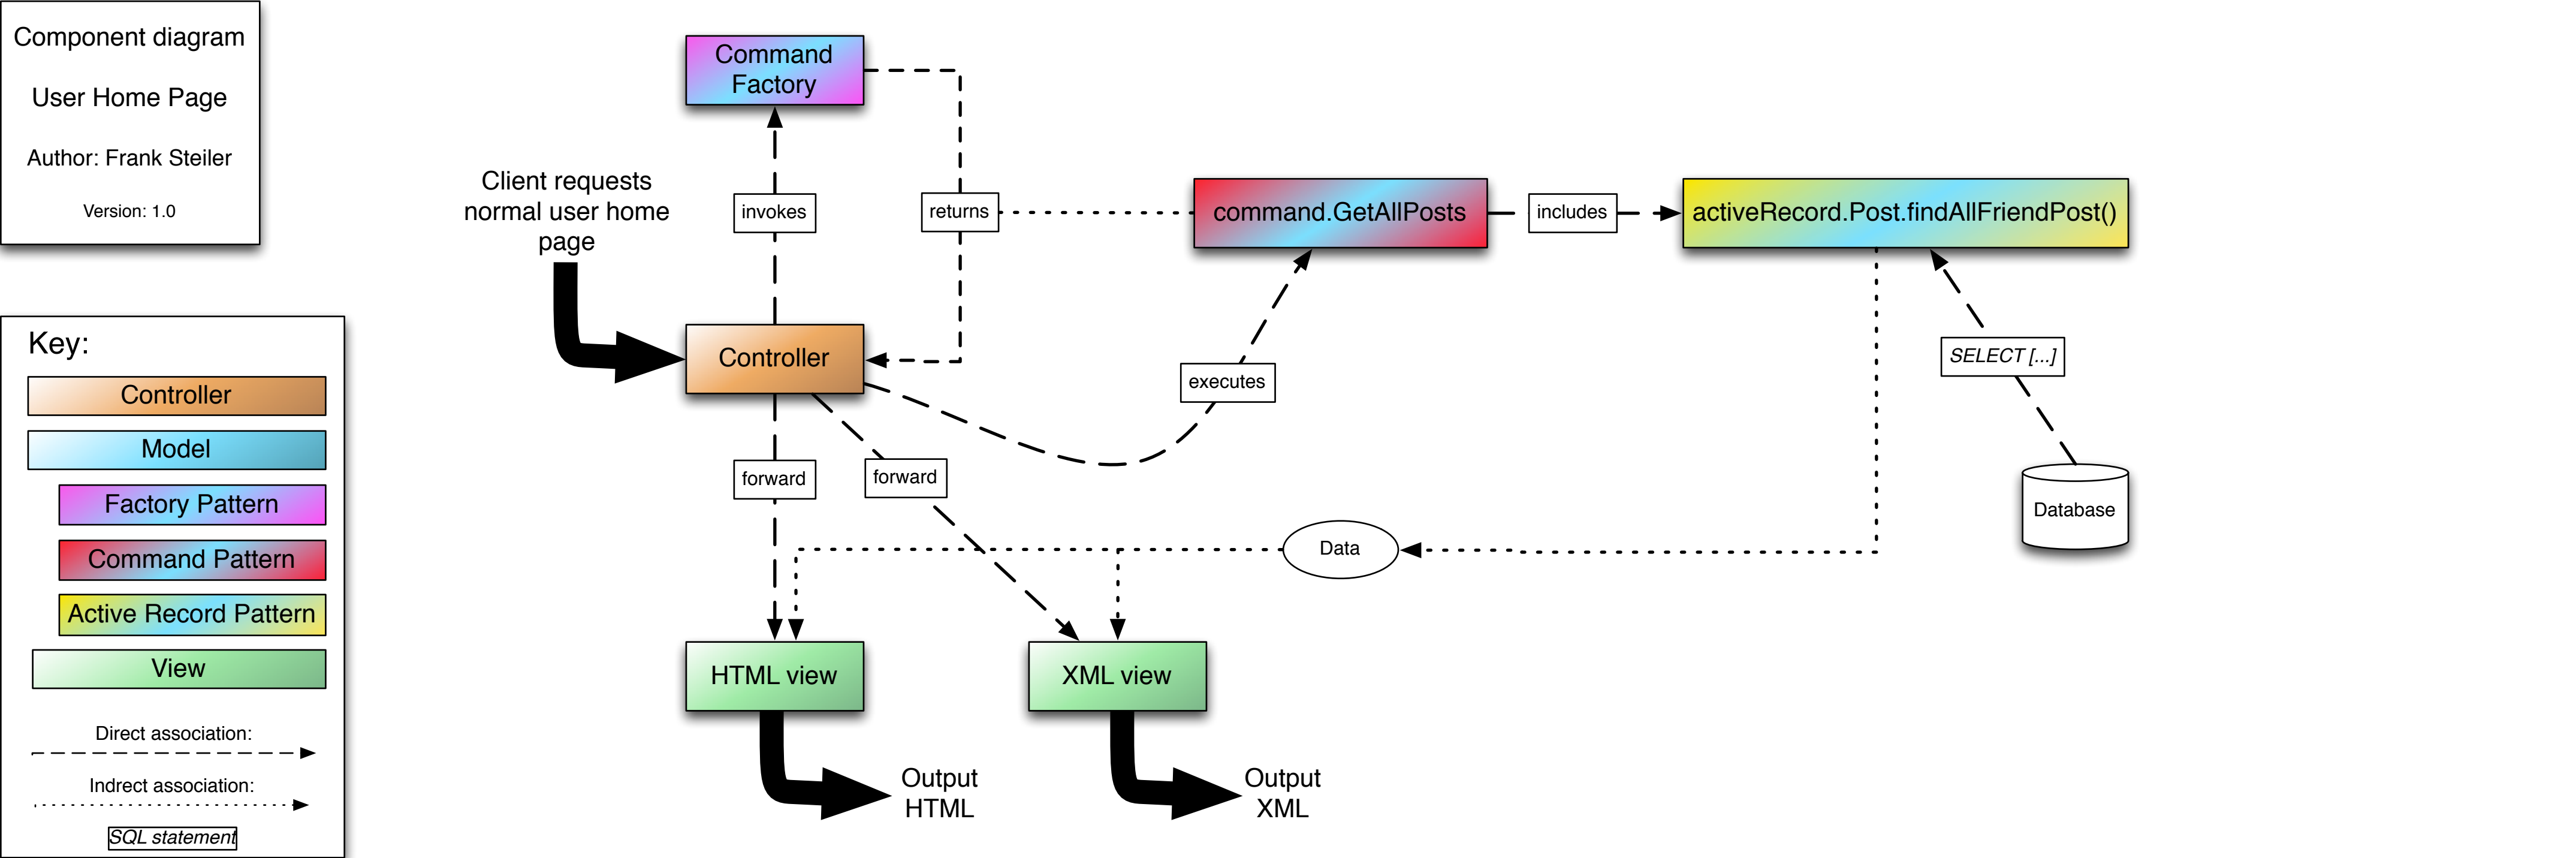 Component diagram
User Home Page
Author: Frank Steiler
Version: 1.0
Key:
Controller
Model
Factory Pattern
Command Pattern
Active Record Pattern
View
Direct association:
Indirect association:
SQL statement
Client requests
normal user home
page
Command
Factory
invokes
returns
Controller
command.GetAllPosts
includes
activeRecord.Post.findAllFriendPost()
executes
SELECT [...]
Database
forward
forward
Data
HTML view
XML view
Output
HTML
Output
XML